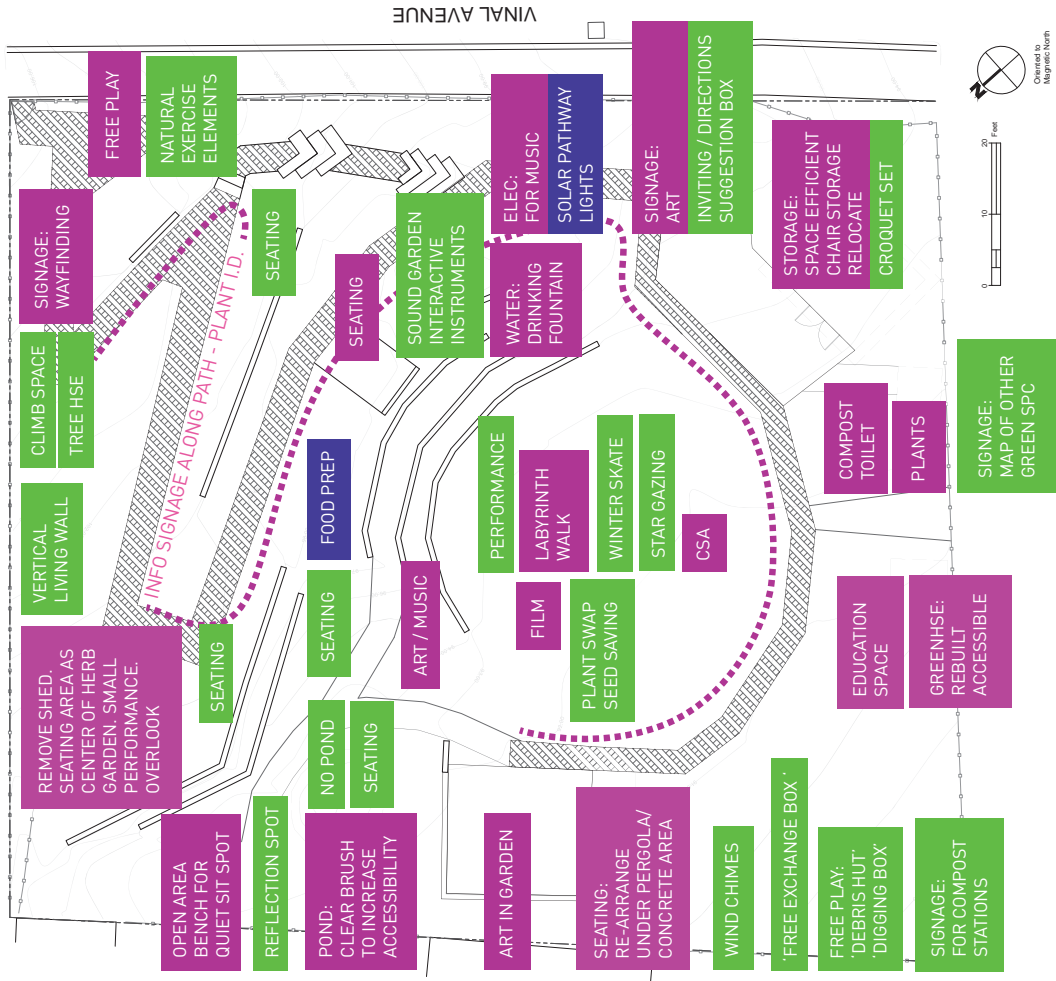 VINAL AVENUE
FREE PLAY
NATURAL
EXERCISE
ELEMENTS
SIGNAGE:
WAYFINDING
SEATING
CLIMB SPACE
TREE HSE
VERTICAL
LIVING WALL
INFO SIGNAGE ALONG PATH - PLANT I.D.
REMOVE SHED.
SEATING AREA AS
CENTER OF HERB
GARDEN. SMALL
PERFORMANCE.
OVERLOOK
SEATING
OPEN AREA
BENCH FOR
QUIET SIT SPOT
REFLECTION SPOT
POND:
CLEAR BRUSH
TO INCREASE
ACCESSIBILITY
NO POND
SEATING
SEATING
FOOD PREP
SEATING
SOUND GARDEN
INTERACTIVE
INSTRUMENTS
ELEC:
FOR MUSIC
SOLAR PATHWAY
LIGHTS
WATER:
DRINKING
FOUNTAIN
ART / MUSIC
PERFORMANCE
LABYRINTH
WALK
WINTER SKATE
STAR GAZING
CSA
FILM
PLANT SWAP
SEED SAVING
ART IN GARDEN
SEATING:
RE-ARRANGE
UNDER PERGOLA/
CONCRETE AREA
WIND CHIMES
'FREE EXCHANGE BOX '
FREE PLAY:
'DEBRIS HUT'
'DIGGING BOX'
SIGNAGE:
FOR COMPOST
STATIONS
EDUCATION
SPACE
GREENHSE:
REBUILT
ACCESSIBLE
COMPOST
TOILET
PLANTS
SIGNAGE:
MAP OF OTHER
GREEN SPC
SIGNAGE:
ART
INVITING / DIRECTIONS
SUGGESTION BOX
STORAGE:
SPACE EFFICIENT
CHAIR STORAGE
RELOCATE
CROQUET SET
0 10 20
Feet
N
Oriented to
Magnetic North